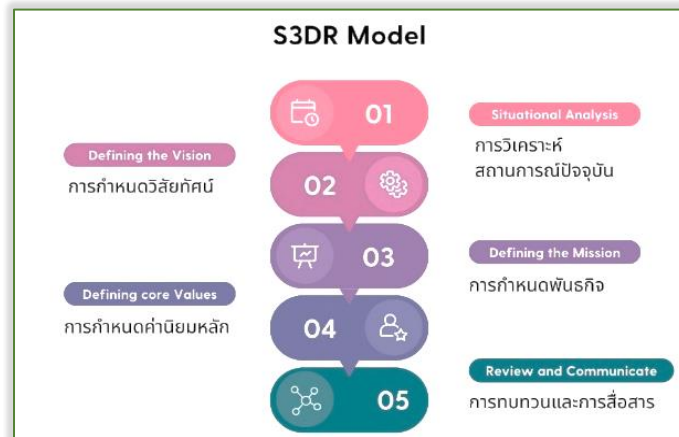 S3DR Model
01
Situational Analysis
การวิเคราะห์
สถานการณ์ปัจจุบัน
Defining the Vision
การกำหนดวิสัยทัศน์
02
03
Defining the Mission
การกำหนดพันธกิจ
Defining core Values
การกำหนดค่านิยมหลัก
04
05
Review and Communicate
การทบทวนและการสื่อสาร